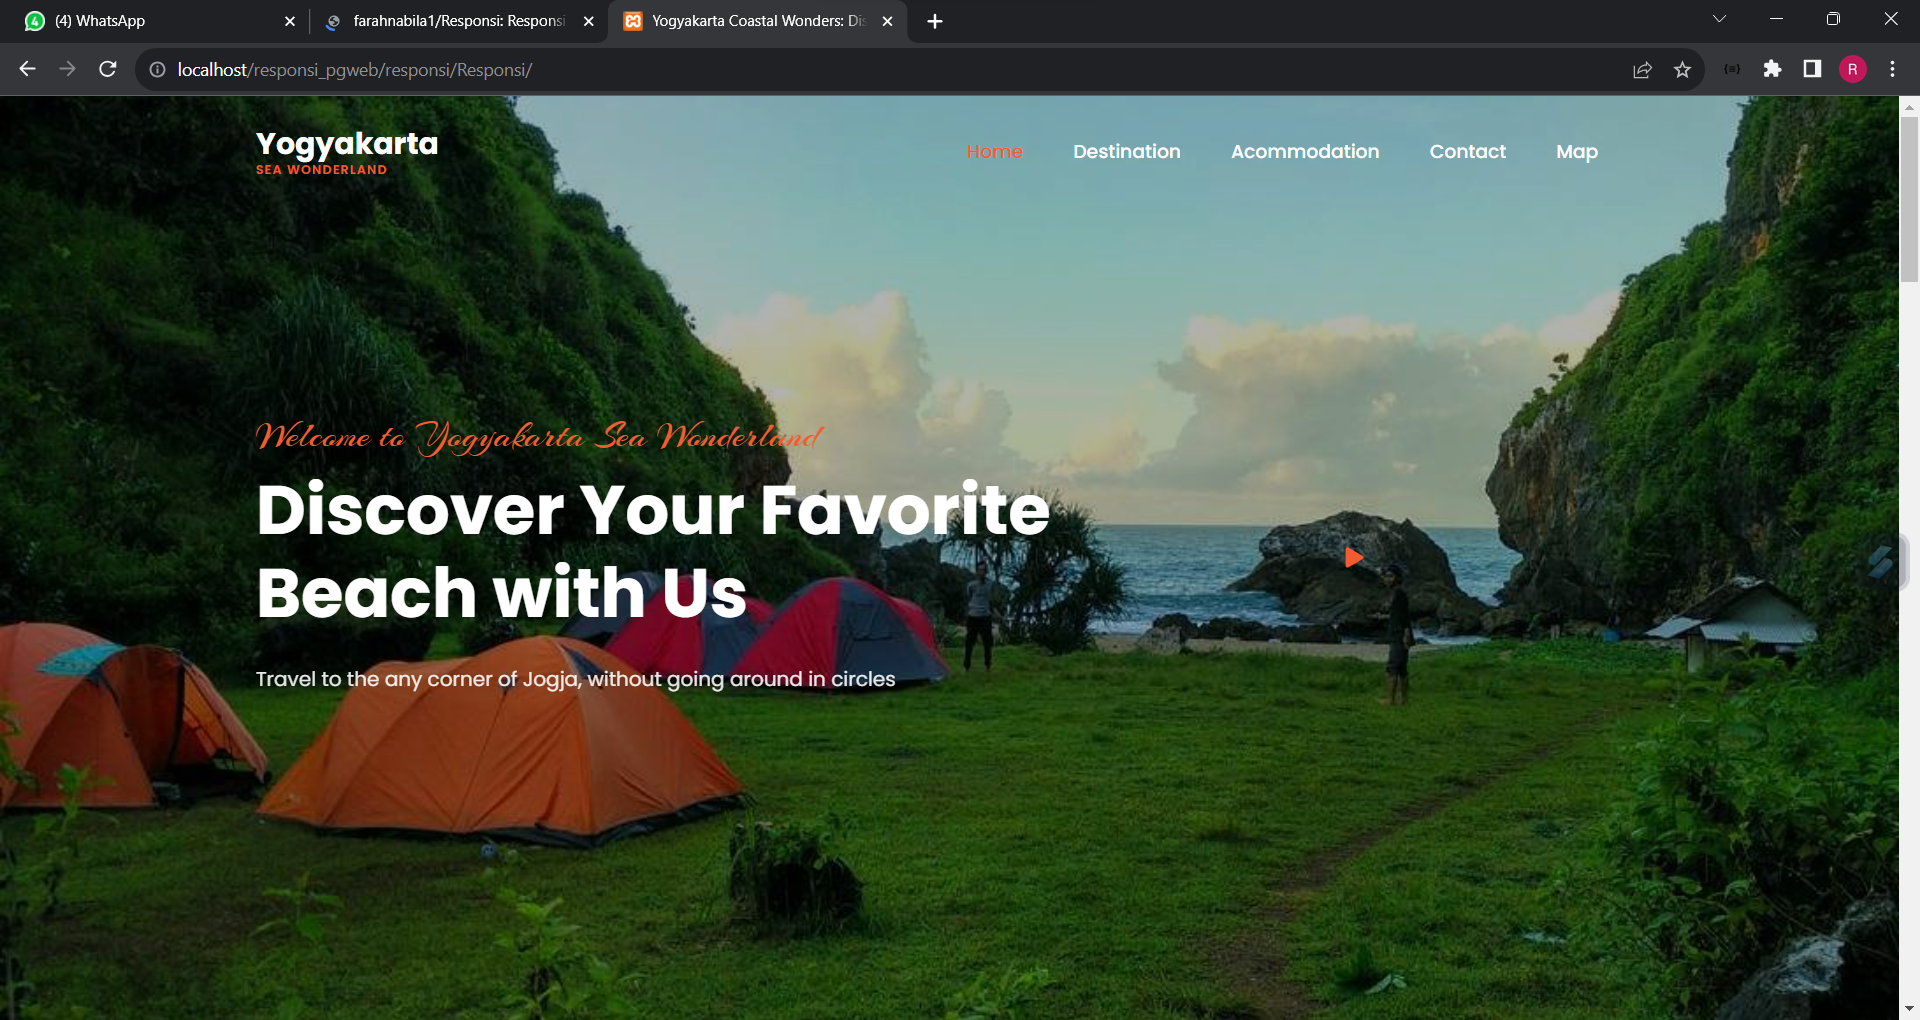 (4) WhatsApp
farahnabila1/Responsi: Responsi
Yogyakarta Coastal Wonders: Dis
localhost/responsi_pgweb/responsi/Responsi/
R
Yogyakarta
SEA WONDERLAND
Home
Destination
Acommodation
Contact
Map
Welcome to Yogyakarta Sea Wonderland
Discover Your Favorite
Beach with Us
Travel to the any corner of Jogja, without going around in circles